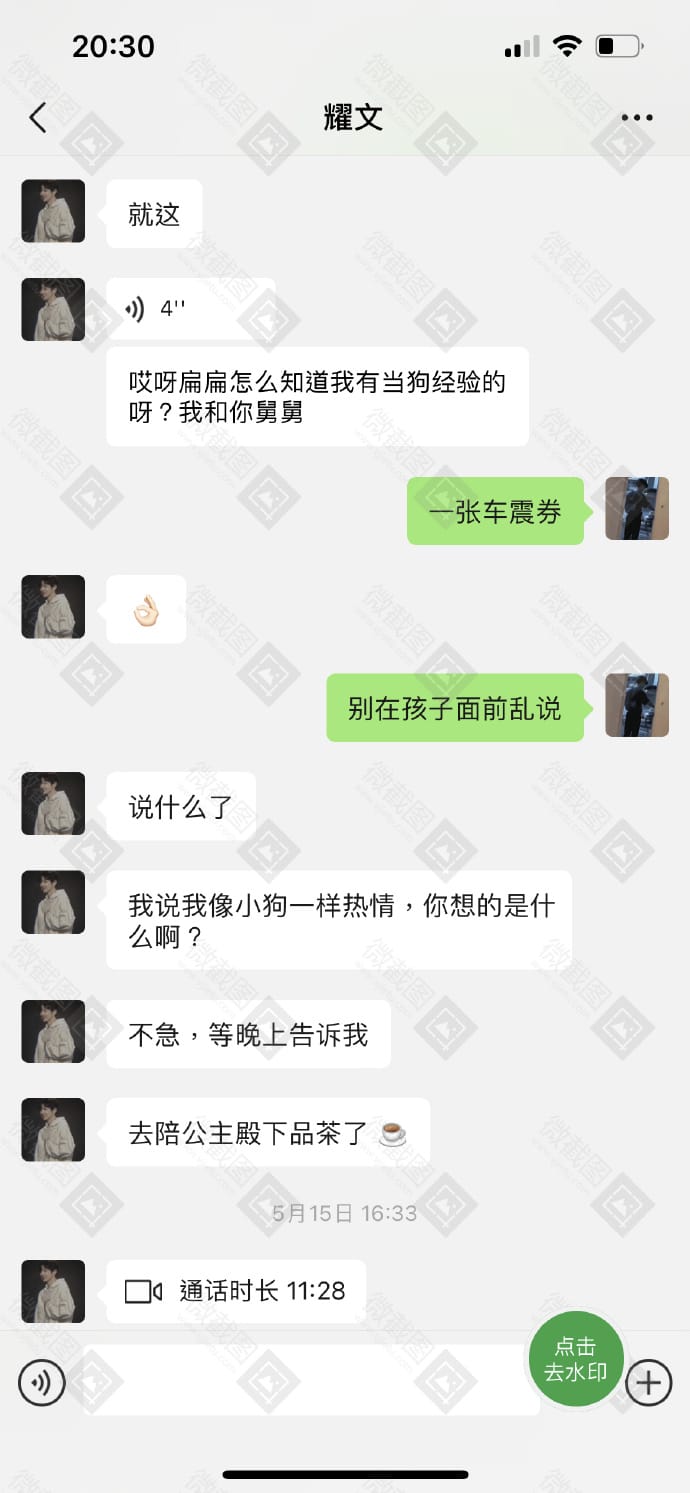 20:30
耀文
就这
4''
哎呀扁扁怎么知道我有当狗经验的
呀？我和你舅舅
一张车震券
👌🏻
别在孩子面前乱说
说什么了
我说我像小狗一样热情，你想的是什
么啊？
不急，等晚上告诉我
去陪公主殿下品茶了 ☕
5月15日 16:33
通话时长 11:28
点击
去水印
微截图